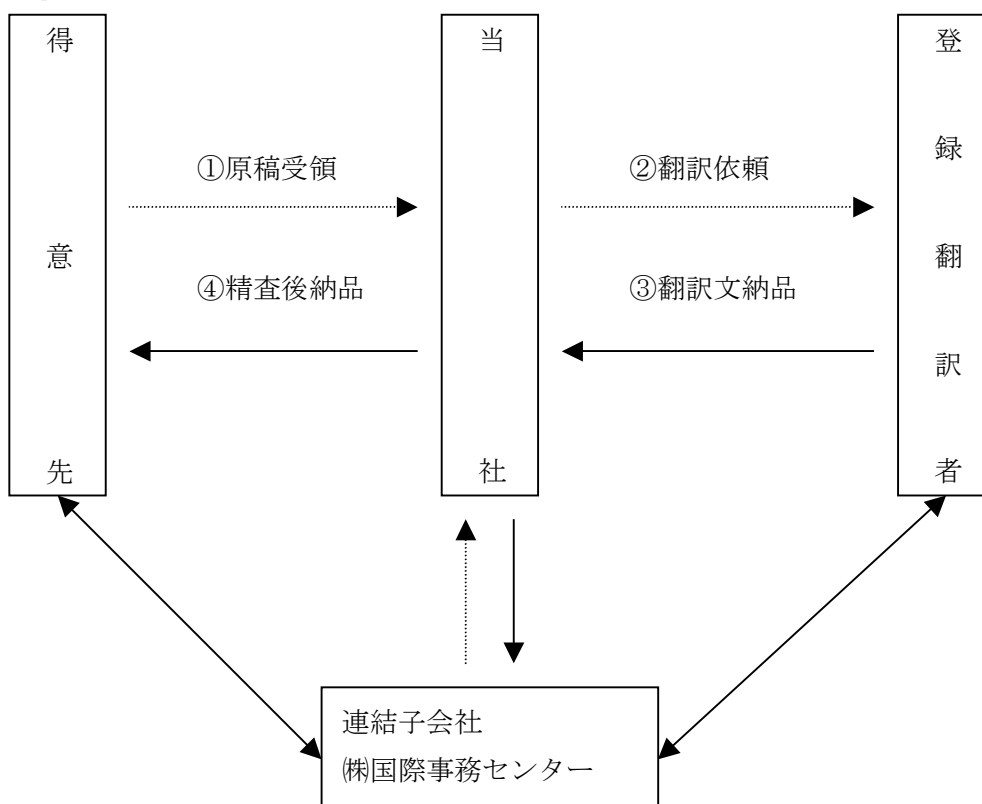 得意先
当社
登録翻訳者
①原稿受領
②翻訳依頼
④精査後納品
③翻訳文納品
連結子会社
㈱国際事務センター